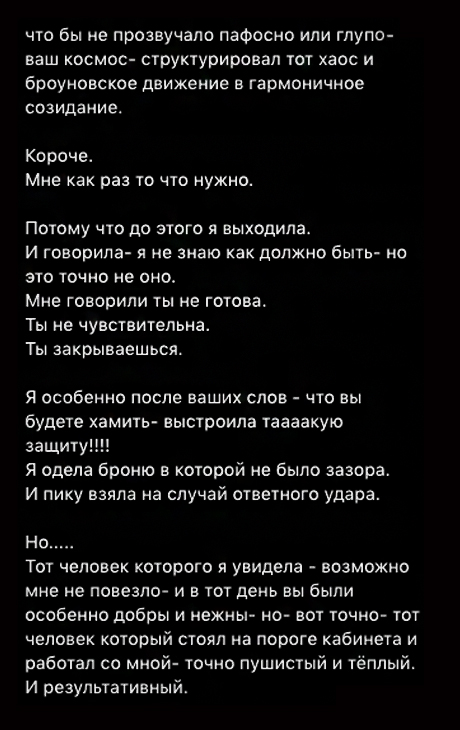 что бы не прозвучало пафосно или глупо-
ваш космос- структурировал тот хаос и
броуновское движение в гармоничное
созидание.
Короче.
Мне как раз то что нужно.
Потому что до этого я выходила.
И говорила- я не знаю как должно быть- но
это точно не оно.
Мне говорили ты не готова.
Ты не чувствительна.
Ты закрываешься.
Я особенно после ваших слов - что вы
будете хамить- выстроила таааакую
защиту!!!!
Я одела броню в которой не было зазора.
И пику взяла на случай ответного удара.
Но.....
Тот человек которого я увидела - возможно
мне не повезло- и в тот день вы были
особенно добры и нежны- но- вот точно- тот
человек который стоял на пороге кабинета и
работал со мной- точно пушистый и тёплый.
И результативный.